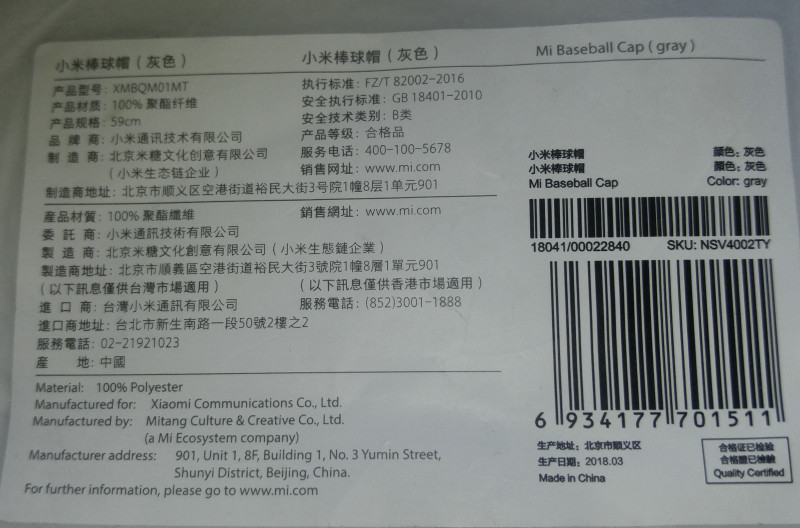 小米棒球帽（灰色）
产品型号: XMBQM01MT
产品材质: 100% 聚酯纤维
产品规格: 59cm
品 牌 商: 小米通讯技术有限公司
制 造 商: 北京米糖文化创意有限公司
（小米生态链企业）
制造商地址: 北京市顺义区空港街道裕民大街3号院1幢8层1单元901
小米棒球帽（灰色）
执行标准: FZ/T 82002-2016
安全执行标准: GB 18401-2010
安全技术类别: B类
产品等级: 合格品
服务电话: 400-100-5678
销售网址: www.mi.com
產品材質: 100% 聚酯纖維
委 託 商: 小米通訊技術有限公司
製 造 商: 北京米糖文化創意有限公司（小米生態鏈企業）
製造商地址: 北京市順義區空港街道裕民大街3號院1幢8層1單元901
（以下訊息僅供台灣市場適用）
進 口 商: 台灣小米通訊有限公司
進口商地址: 台北市新生南路一段50號2樓之2
服務電話: 02-21921023
產 地: 中國
銷售網址: www.mi.com
（以下訊息僅供香港市場適用）
服務電話: (852)3001-1888
Material: 100% Polyester
Manufactured for: Xiaomi Communications Co., Ltd.
Manufactured by: Mitang Culture & Creative Co., Ltd.
(a Mi Ecosystem company)
Manufacturer address: 901, Unit 1, 8F, Building 1, No. 3 Yumin Street,
Shunyi District, Beijing, China.
For further information, please go to www.mi.com
Mi Baseball Cap ( gray )
小米棒球帽 颜色: 灰色
小米棒球帽 顏色: 灰色
Mi Baseball Cap Color: gray
18041/00022840 SKU: NSV4002TY
6 934177 701511
生产地址: 北京市顺义区
生产日期: 2018.03
Made in China
合格证已检验
合格證已檢驗
Quality Certified